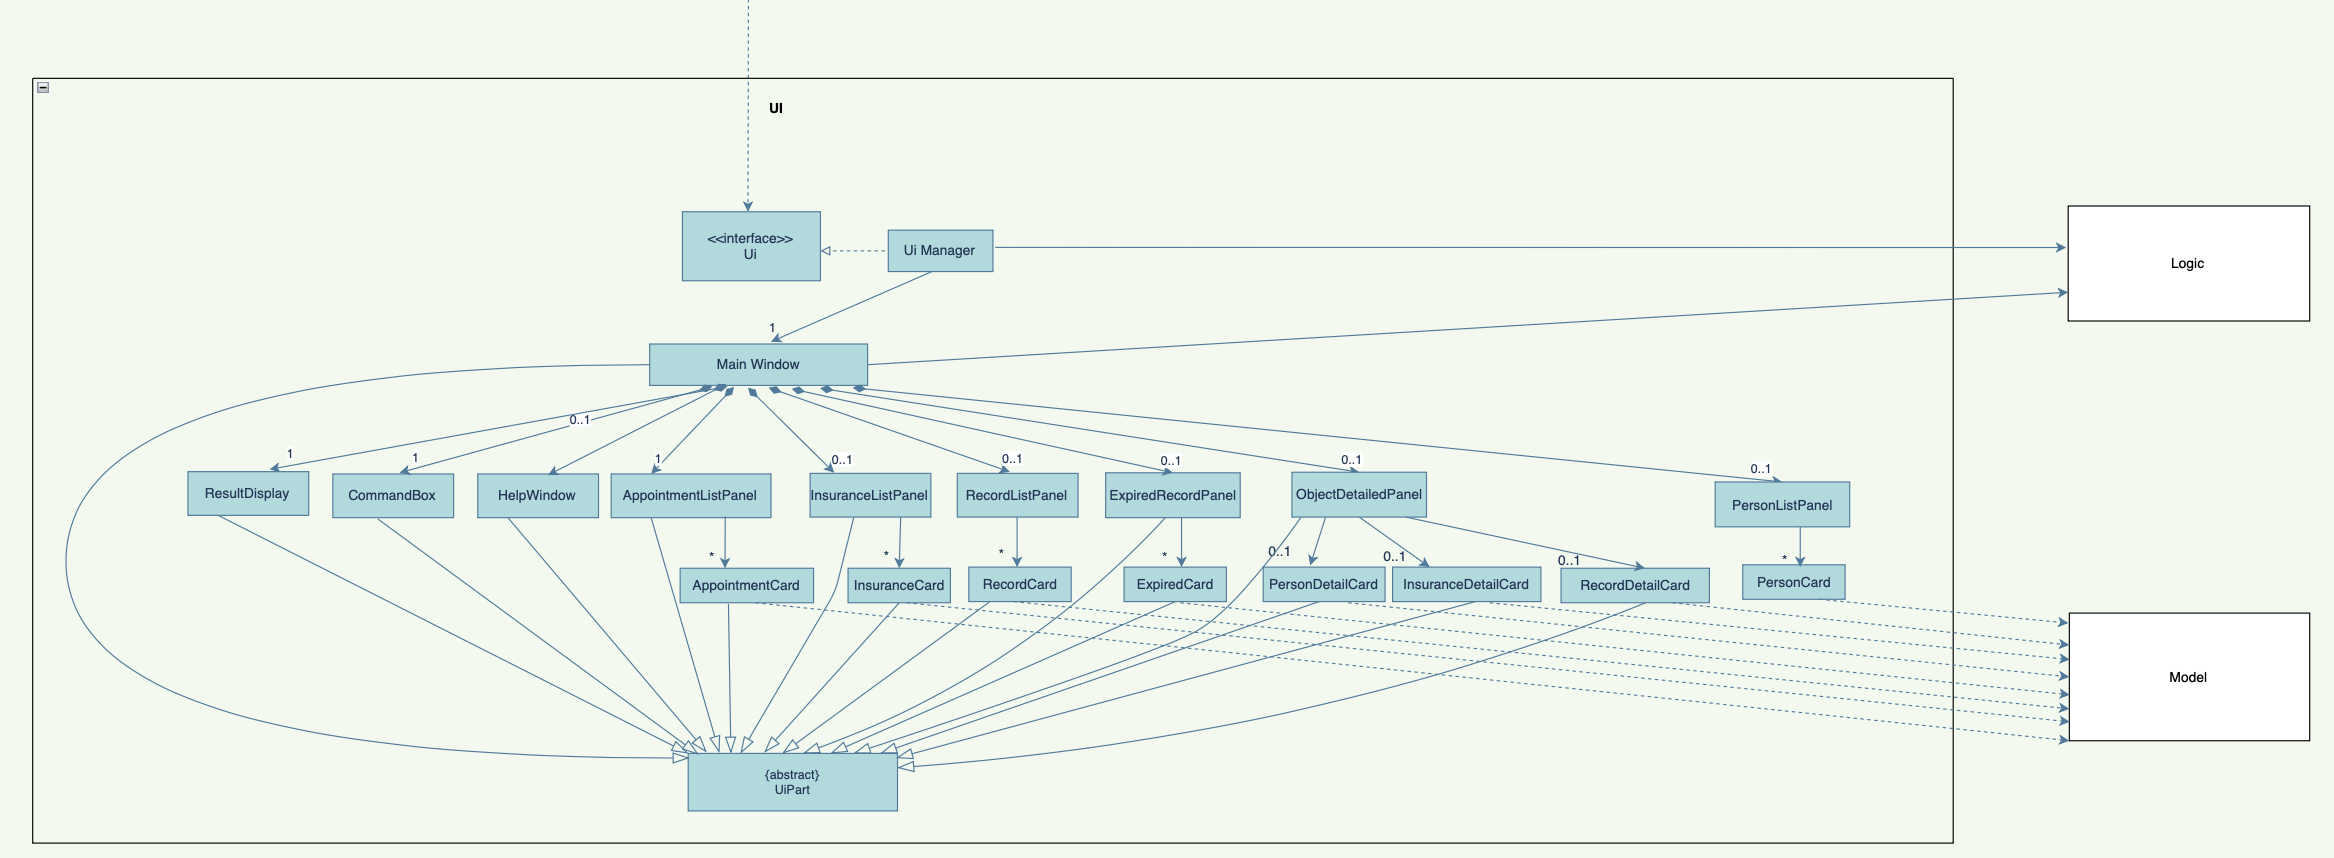 UI
<<interface>>
Ui
Ui Manager
Logic
1
Main Window
0..1
1
1
1
0..1
0..1
0..1
0..1
0..1
ResultDisplay
CommandBox
HelpWindow
AppointmentListPanel
InsuranceListPanel
RecordListPanel
ExpiredRecordPanel
ObjectDetailedPanel
PersonListPanel
*
*
*
*
0..1
0..1
0..1
*
AppointmentCard
InsuranceCard
RecordCard
ExpiredCard
PersonDetailCard
InsuranceDetailCard
RecordDetailCard
PersonCard
Model
{abstract}
UiPart